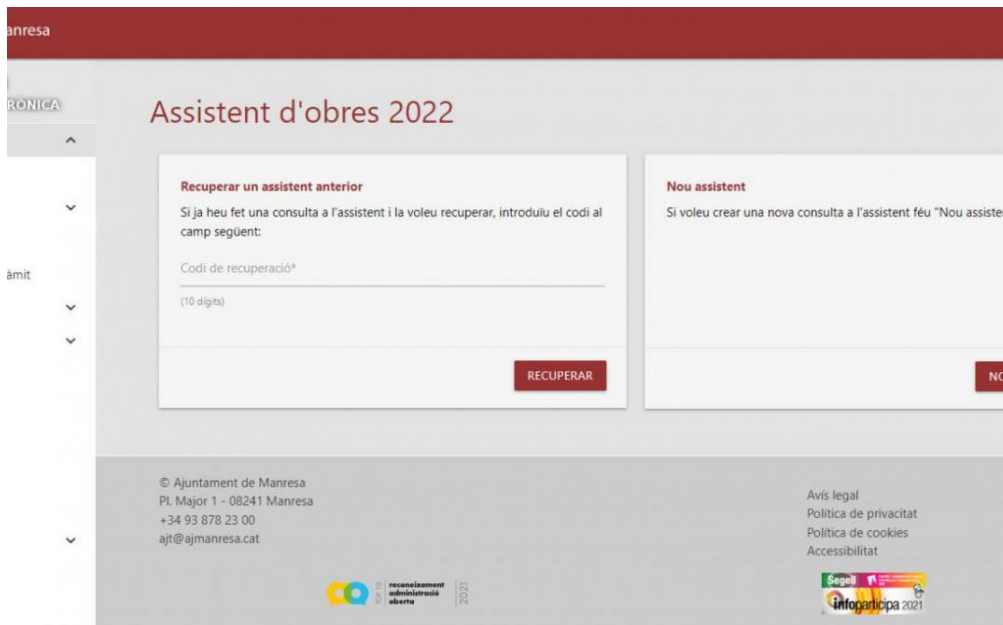 anresa
RÒNICA
àmit
Assistent d'obres 2022
Recuperar un assistent anterior
Si ja heu fet una consulta a l'assistent i la voleu recuperar, introduïu el codi al
camp següent:
Codi de recuperació*
(10 dígits)
RECUPERAR
Nou assistent
Si voleu crear una nova consulta a l'assistent féu "Nou assiste
NO
© Ajuntament de Manresa
Pl. Major 1 - 08241 Manresa
+34 93 878 23 00
ajt@ajmanresa.cat
TOP 10
reconeixement
administració
oberta
2021
Avís legal
Política de privacitat
Política de cookies
Accessibilitat
Segell
infoparticipa 2021